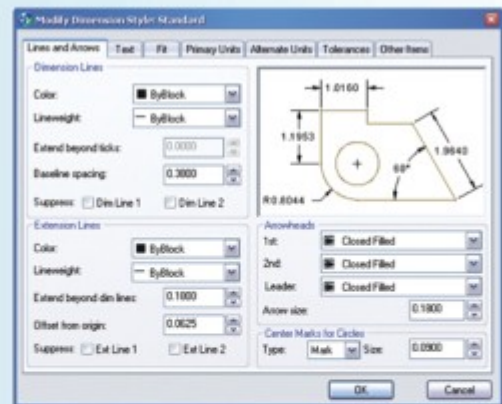 Modify Dimension Style: Standard
Lines and Arrows Text Fit Primary Units Alternate Units Tolerances Other Items
Dimension Lines
Color: ByBlock
Lineweight: ByBlock
Extend beyond ticks: 0.0000
Baseline spacing: 0.3800
Suppress: Dim Line 1 Dim Line 2
Extension Lines
Color: ByBlock
Lineweight: ByBlock
Extend beyond dim lines: 0.1800
Offset from origin: 0.0625
Suppress: Ext Line 1 Ext Line 2
1.0160
1.1953
1.9640
60°
R0.8044
Arrowheads
1st: Closed Filled
2nd: Closed Filled
Leader: Closed Filled
Arrow size: 0.1800
Center Marks for Circles
Type: Mark Size: 0.0900
OK Cancel